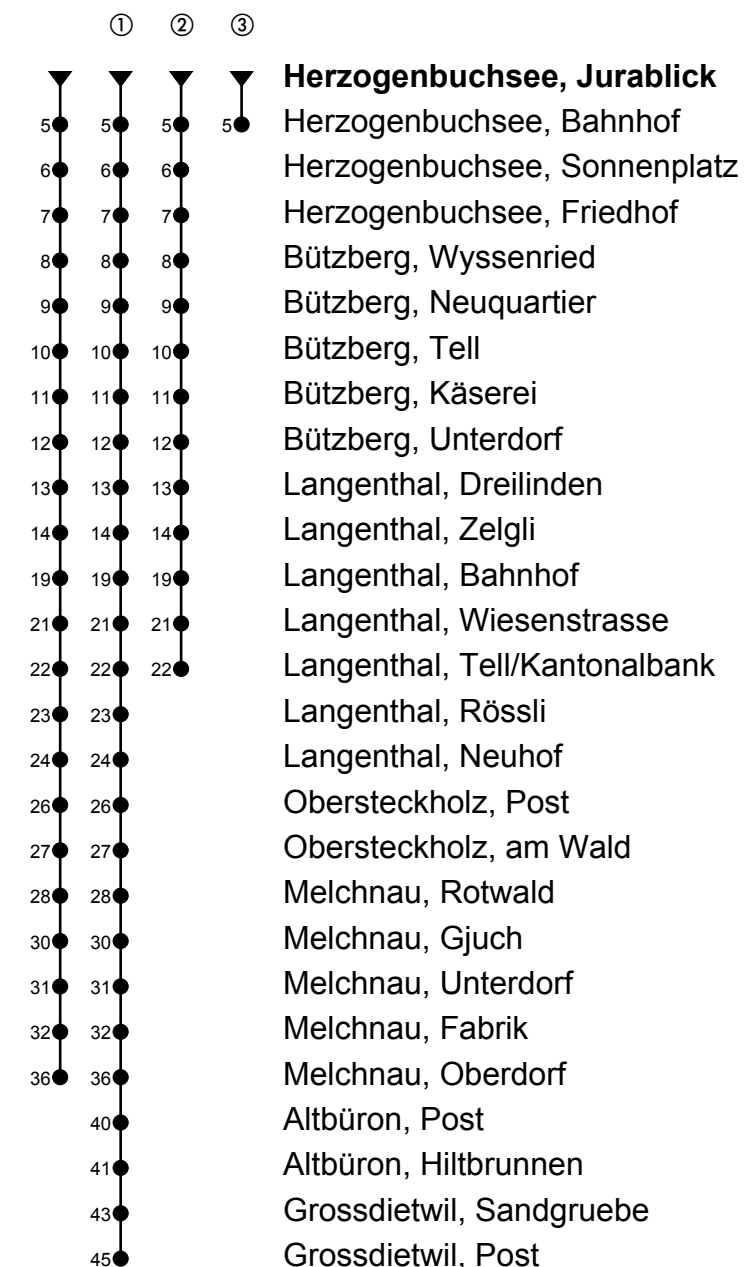 ① ② ③
Herzogenbuchsee, Jurablick
5 5 5 5 Herzogenbuchsee, Bahnhof
6 6 6 Herzogenbuchsee, Sonnenplatz
7 7 7 Herzogenbuchsee, Friedhof
8 8 8 Bützberg, Wyssenried
9 9 9 Bützberg, Neuquartier
10 10 10 Bützberg, Tell
11 11 11 Bützberg, Käserei
12 12 12 Bützberg, Unterdorf
13 13 13 Langenthal, Dreilinden
14 14 14 Langenthal, Zelgli
19 19 19 Langenthal, Bahnhof
21 21 21 Langenthal, Wiesenstrasse
22 22 22 Langenthal, Tell/Kantonalbank
23 23 Langenthal, Rössli
24 24 Langenthal, Neuhof
26 26 Obersteckholz, Post
27 27 Obersteckholz, am Wald
28 28 Melchnau, Rotwald
30 30 Melchnau, Gjuch
31 31 Melchnau, Unterdorf
32 32 Melchnau, Fabrik
36 36 Melchnau, Oberdorf
40 Altbüron, Post
41 Altbüron, Hiltbrunnen
43 Grossdietwil, Sandgruebe
45 Grossdietwil, Post